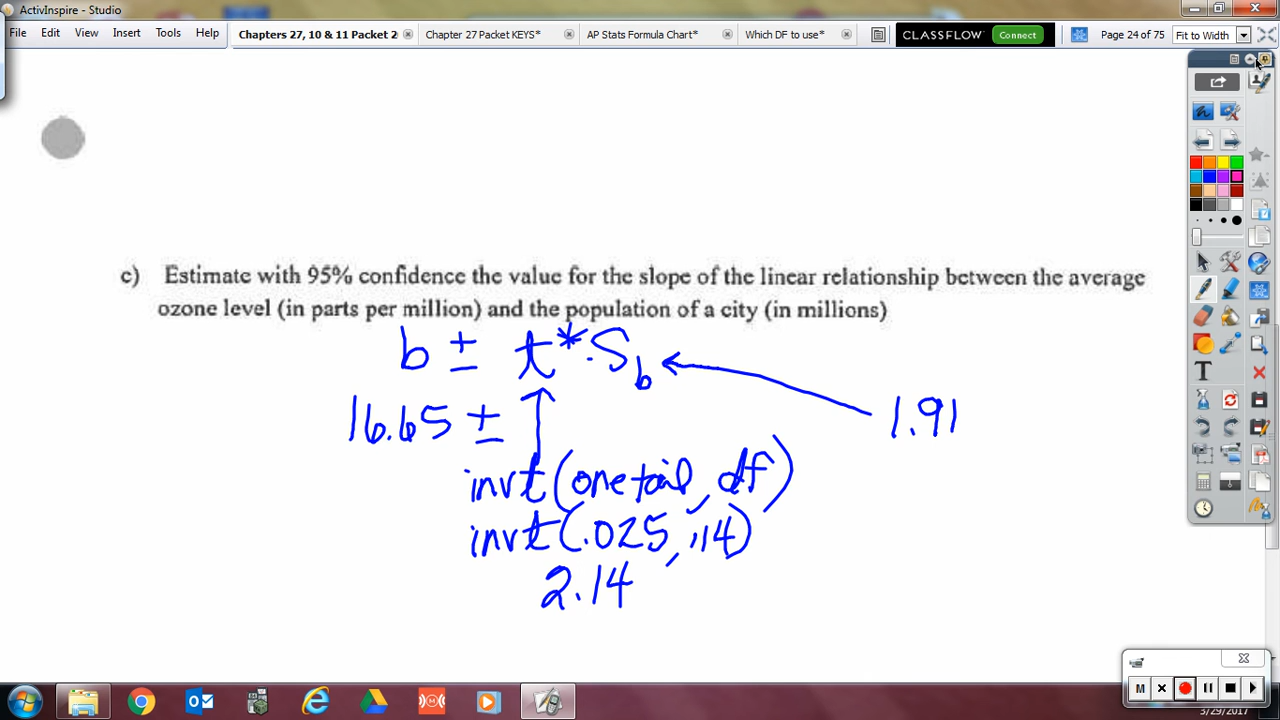 ActivInspire - Studio
File Edit View Insert Tools Help Chapters 27, 10 & 11 Packet 2 Chapter 27 Packet KEYS* AP Stats Formula Chart* Which DF to use* CLASSFLOW Connect Page 24 of 75 Fit to Width
c) Estimate with 95% confidence the value for the slope of the linear relationship between the average
ozone level (in parts per million) and the population of a city (in millions)
b ± t*·Sb
16.65 ± 1.91
invt(one tail, df)
invt(.025, 14)
2.14
M
3/29/2017